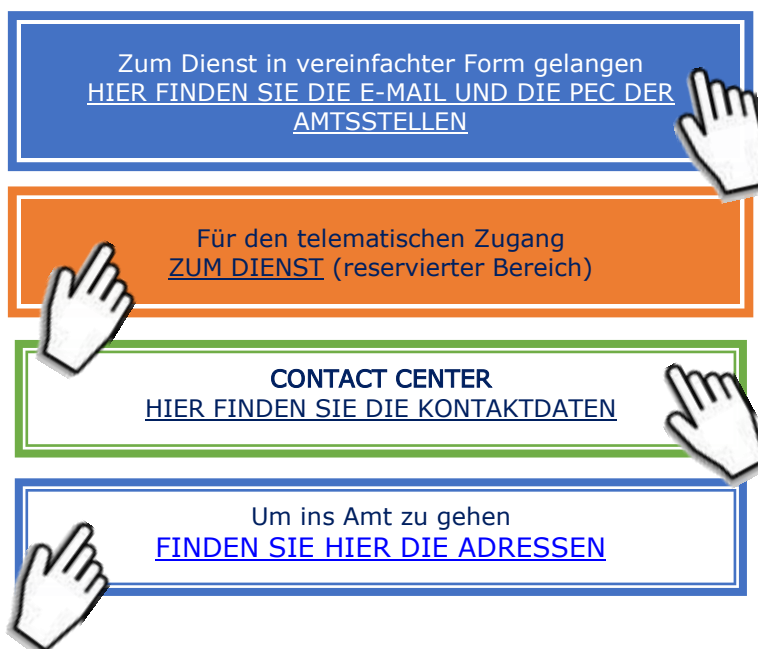 Zum Dienst in vereinfachter Form gelangen
HIER FINDEN SIE DIE E-MAIL UND DIE PEC DER
AMTSSTELLEN
Für den telematischen Zugang
ZUM DIENST (reservierter Bereich)
CONTACT CENTER
HIER FINDEN SIE DIE KONTAKTDATEN
Um ins Amt zu gehen
FINDEN SIE HIER DIE ADRESSEN